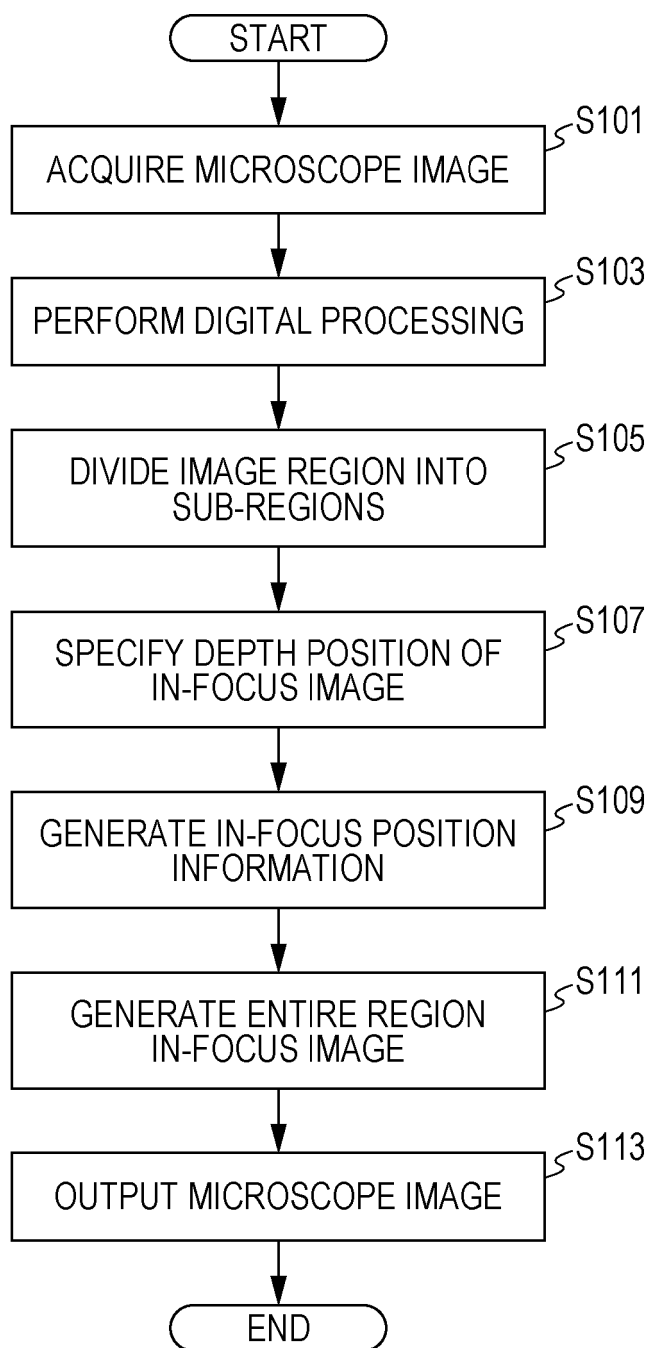 START
S101
ACQUIRE MICROSCOPE IMAGE
S103
PERFORM DIGITAL PROCESSING
S105
DIVIDE IMAGE REGION INTO
SUB-REGIONS
S107
SPECIFY DEPTH POSITION OF
IN-FOCUS IMAGE
S109
GENERATE IN-FOCUS POSITION
INFORMATION
S111
GENERATE ENTIRE REGION
IN-FOCUS IMAGE
S113
OUTPUT MICROSCOPE IMAGE
END